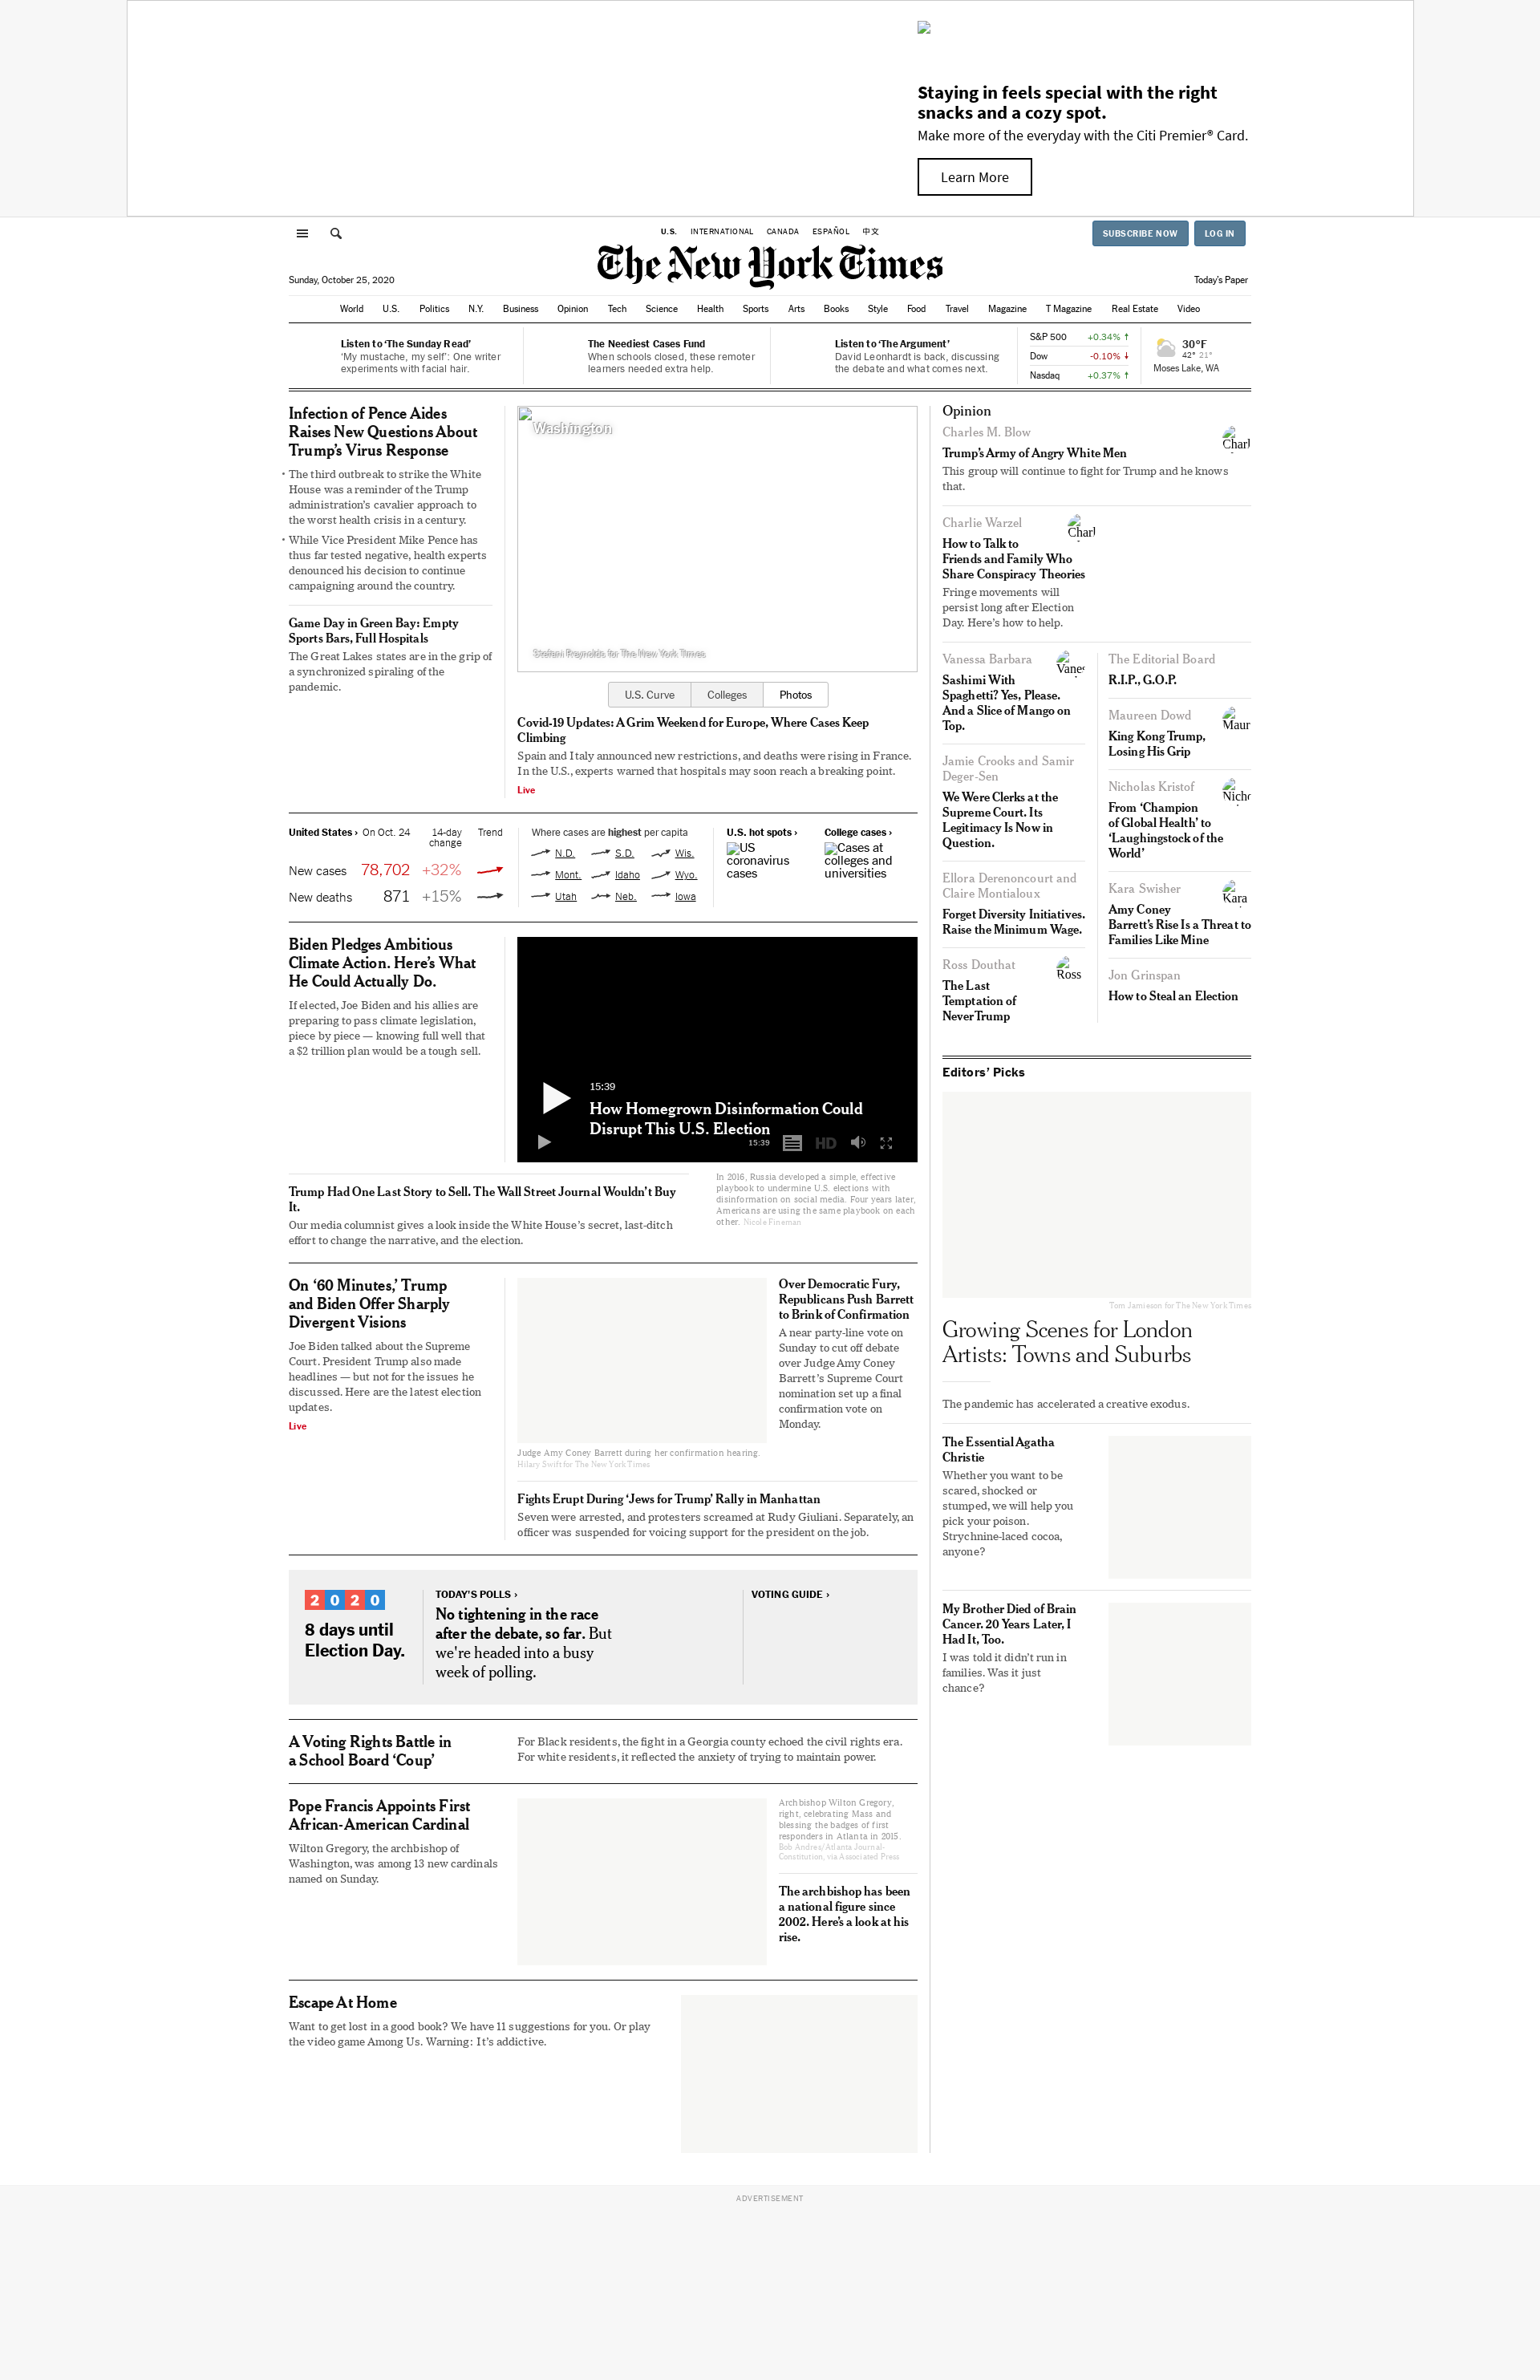 Staying in feels special with the right
snacks and a cozy spot.
Make more of the everyday with the Citi Premier® Card.
Learn More
U.S. INTERNATIONAL CANADA ESPAÑOL 中文
SUBSCRIBE NOW LOG IN
The New York Times
Sunday, October 25, 2020
Today's Paper
World U.S. Politics N.Y. Business Opinion Tech Science Health Sports Arts Books Style Food Travel Magazine T Magazine Real Estate Video
Listen to ‘The Sunday Read’
‘My mustache, my self’: One writer
experiments with facial hair.
The Neediest Cases Fund
When schools closed, these remoter
learners needed extra help.
Listen to ‘The Argument’
David Leonhardt is back, discussing
the debate and what comes next.
S&P 500 +0.34%
Dow -0.10%
Nasdaq +0.37%
30°F
42° 21°
Moses Lake, WA
Infection of Pence Aides
Raises New Questions About
Trump’s Virus Response
• The third outbreak to strike the White
House was a reminder of the Trump
administration’s cavalier approach to
the worst health crisis in a century.
• While Vice President Mike Pence has
thus far tested negative, health experts
denounced his decision to continue
campaigning around the country.
Game Day in Green Bay: Empty
Sports Bars, Full Hospitals
The Great Lakes states are in the grip of
a synchronized spiraling of the
pandemic.
Washington
Stefani Reynolds for The New York Times
U.S. Curve Colleges Photos
Covid-19 Updates: A Grim Weekend for Europe, Where Cases Keep
Climbing
Spain and Italy announced new restrictions, and deaths were rising in France.
In the U.S., experts warned that hospitals may soon reach a breaking point.
Live
United States › On Oct. 24 14-day
change Trend
New cases 78,702 +32%
New deaths 871 +15%
Where cases are highest per capita
N.D. S.D. Wis.
Mont. Idaho Wyo.
Utah Neb. Iowa
U.S. hot spots ›
US
coronavirus
cases
College cases ›
Cases at
colleges and
universities
Biden Pledges Ambitious
Climate Action. Here’s What
He Could Actually Do.
If elected, Joe Biden and his allies are
preparing to pass climate legislation,
piece by piece — knowing full well that
a $2 trillion plan would be a tough sell.
15:39
How Homegrown Disinformation Could
Disrupt This U.S. Election
15:39 HD
Trump Had One Last Story to Sell. The Wall Street Journal Wouldn’t Buy
It.
Our media columnist gives a look inside the White House’s secret, last-ditch
effort to change the narrative, and the election.
In 2016, Russia developed a simple, effective
playbook to undermine U.S. elections with
disinformation on social media. Four years later,
Americans are using the same playbook on each
other. Nicole Fineman
On ‘60 Minutes,’ Trump
and Biden Offer Sharply
Divergent Visions
Joe Biden talked about the Supreme
Court. President Trump also made
headlines — but not for the issues he
discussed. Here are the latest election
updates.
Live
Judge Amy Coney Barrett during her confirmation hearing.
Hilary Swift for The New York Times
Over Democratic Fury,
Republicans Push Barrett
to Brink of Confirmation
A near party-line vote on
Sunday to cut off debate
over Judge Amy Coney
Barrett’s Supreme Court
nomination set up a final
confirmation vote on
Monday.
Fights Erupt During ‘Jews for Trump’ Rally in Manhattan
Seven were arrested, and protesters screamed at Rudy Giuliani. Separately, an
officer was suspended for voicing support for the president on the job.
2020
8 days until
Election Day.
TODAY’S POLLS ›
No tightening in the race
after the debate, so far. But
we're headed into a busy
week of polling.
VOTING GUIDE ›
A Voting Rights Battle in
a School Board ‘Coup’
For Black residents, the fight in a Georgia county echoed the civil rights era.
For white residents, it reflected the anxiety of trying to maintain power.
Pope Francis Appoints First
African-American Cardinal
Wilton Gregory, the archbishop of
Washington, was among 13 new cardinals
named on Sunday.
Archbishop Wilton Gregory,
right, celebrating Mass and
blessing the badges of first
responders in Atlanta in 2015.
Bob Andres/Atlanta Journal-
Constitution, via Associated Press
The archbishop has been
a national figure since
2002. Here’s a look at his
rise.
Escape At Home
Want to get lost in a good book? We have 11 suggestions for you. Or play
the video game Among Us. Warning: It’s addictive.
Opinion
Charles M. Blow
Trump’s Army of Angry White Men
This group will continue to fight for Trump and he knows
that.
Charlie Warzel
How to Talk to
Friends and Family Who
Share Conspiracy Theories
Fringe movements will
persist long after Election
Day. Here’s how to help.
Vanessa Barbara
Sashimi With
Spaghetti? Yes, Please.
And a Slice of Mango on
Top.
Jamie Crooks and Samir
Deger-Sen
We Were Clerks at the
Supreme Court. Its
Legitimacy Is Now in
Question.
Ellora Derenoncourt and
Claire Montialoux
Forget Diversity Initiatives.
Raise the Minimum Wage.
Ross Douthat
Ross
The Last
Temptation of
NeverTrump
The Editorial Board
R.I.P., G.O.P.
Maureen Dowd
King Kong Trump,
Losing His Grip
Nicholas Kristof
From ‘Champion
of Global Health’ to
‘Laughingstock of the
World’
Kara Swisher
Kara
Amy Coney
Barrett’s Rise Is a Threat to
Families Like Mine
Jon Grinspan
How to Steal an Election
Editors’ Picks
Tom Jamieson for The New York Times
Growing Scenes for London
Artists: Towns and Suburbs
The pandemic has accelerated a creative exodus.
The Essential Agatha
Christie
Whether you want to be
scared, shocked or
stumped, we will help you
pick your poison.
Strychnine-laced cocoa,
anyone?
My Brother Died of Brain
Cancer. 20 Years Later, I
Had It, Too.
I was told it didn’t run in
families. Was it just
chance?
ADVERTISEMENT